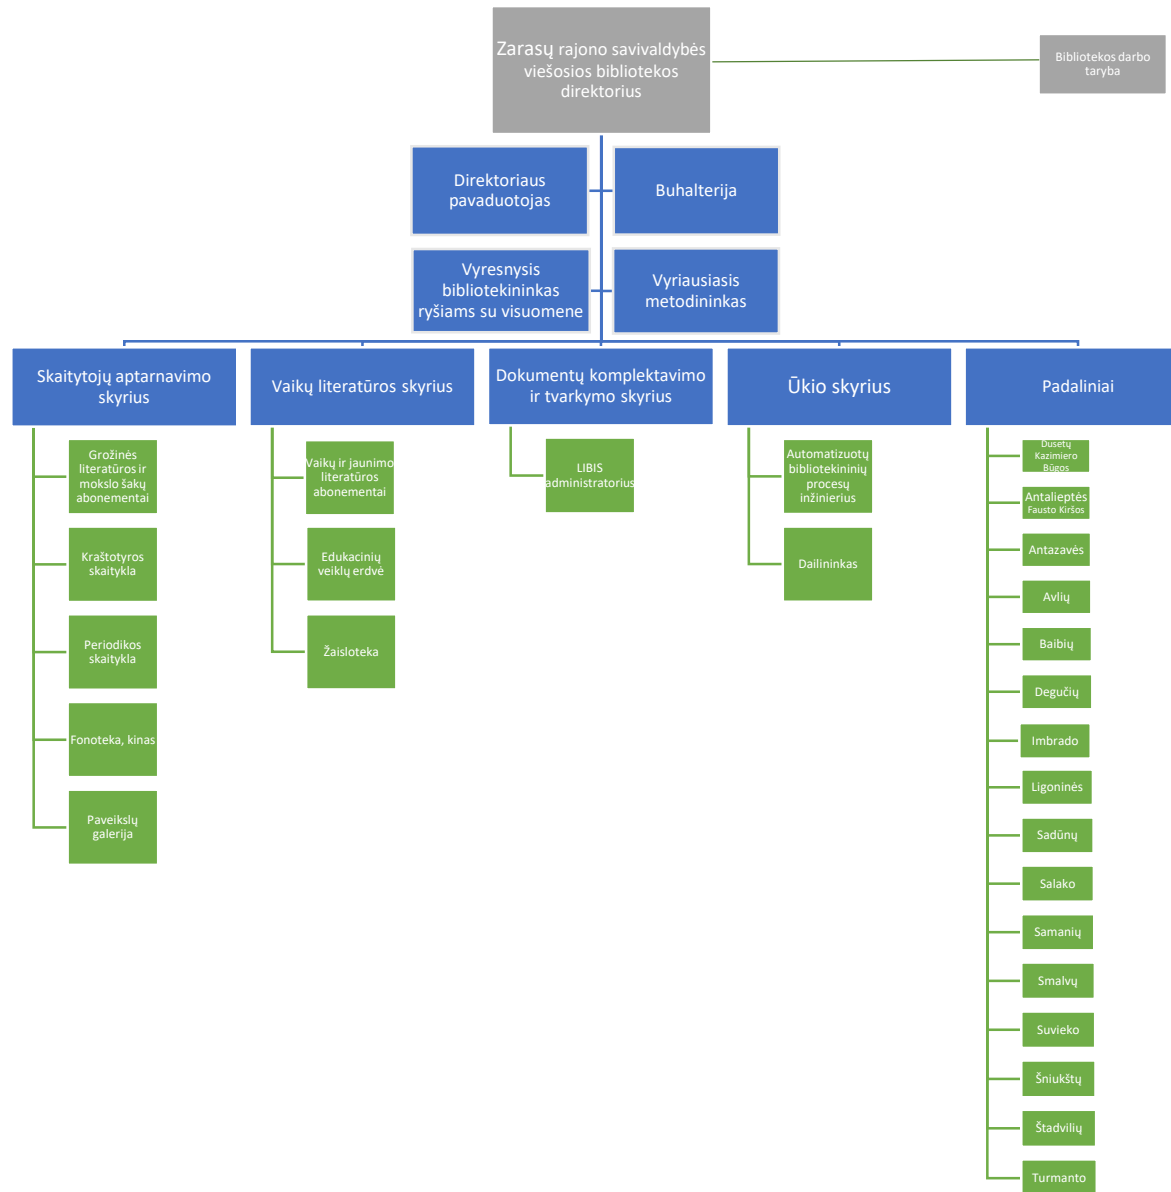 Zarasų rajono savivaldybės
viešosios bibliotekos
direktorius
Bibliotekos darbo
taryba
Direktoriaus
pavaduotojas
Buhalterija
Vyresnysis
bibliotekininkas
ryšiams su visuomene
Vyriausiasis
metodininkas
Skaitytojų aptarnavimo
skyrius
Vaikų literatūros skyrius
Dokumentų komplektavimo
ir tvarkymo skyrius
Ūkio skyrius
Padaliniai
Grožinės
literatūros ir
mokslo šakų
abonementai
Kraštotyros
skaitykla
Periodikos
skaitykla
Fonoteka, kinas
Paveikslų
galerija
Vaikų ir jaunimo
literatūros
abonementai
Edukacinių
veiklų erdvė
Žaisloteka
LIBIS
administratorius
Automatizuotų
bibliotekininių
procesų
inžinierius
Dailininkas
Dusetų
Kazimiero
Būgos
Antalieptės
Fausto Kiršos
Antazavės
Avlių
Baibių
Degučių
Imbrado
Ligoninės
Sadūnų
Salako
Samanių
Smalvų
Suvieko
Šniukštų
Štadvilių
Turmanto